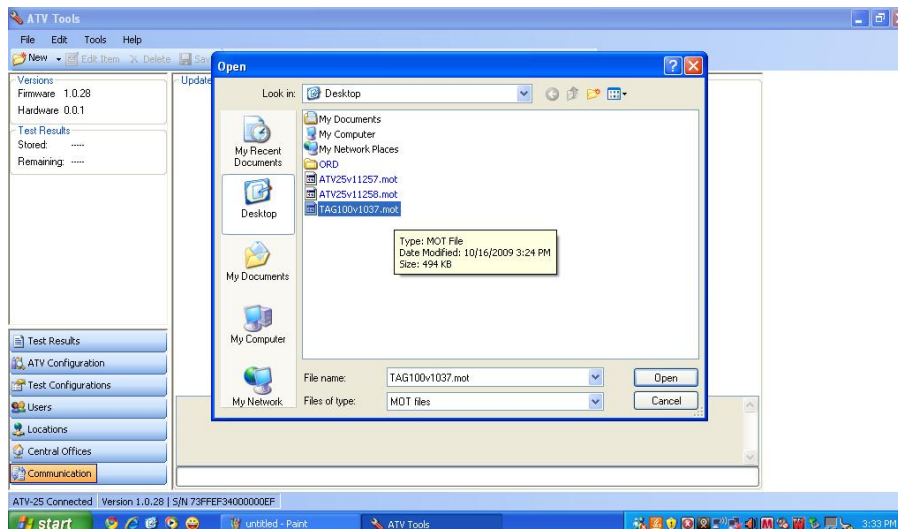 ATV Tools
File Edit Tools Help
New Edit Item Delete Sav
Versions
Firmware 1.0.28
Hardware 0.0.1
Test Results
Stored: -----
Remaining: -----
Update
Open
Look in: Desktop
My Recent
Documents
Desktop
My Documents
My Computer
My Network
My Documents
My Computer
My Network Places
ORD
ATV25v11257.mot
ATV25v11258.mot
TAG100v1037.mot
Type: MOT File
Date Modified: 10/16/2009 3:24 PM
Size: 494 KB
File name: TAG100v1037.mot Open
Files of type: MOT files Cancel
Test Results
ATV Configuration
Test Configurations
Users
Locations
Central Offices
Communication
ATV-25 Connected Version 1.0.28 S/N 73FFEF34000000EF
start untitled - Paint ATV Tools 3:33 PM